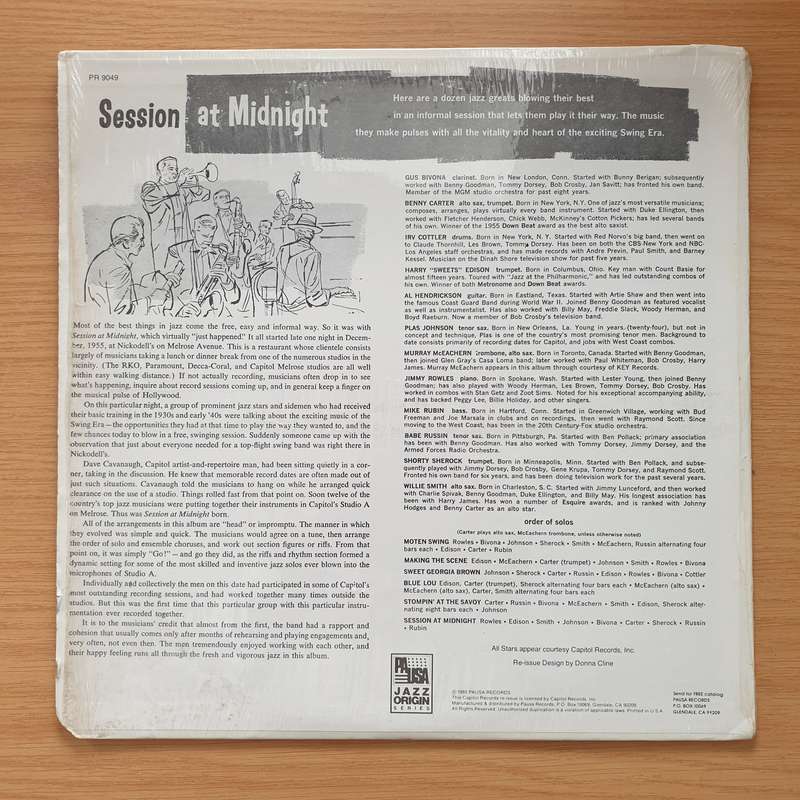 PR 9049
Session at Midnight
Here are a dozen jazz greats blowing their best
in an informal session that lets them play it their way. The music
they make pulses with all the vitality and heart of the exciting Swing Era.
Most of the best things in jazz come the free, easy and informal way. So it was with
Session at Midnight, which virtually "just happened." It all started late one night in Decem-
ber, 1955, at Nickodell's on Melrose Avenue. This is a restaurant whose clientele consists
largely of musicians taking a lunch or dinner break from one of the numerous studios in the
vicinity. (The RKO, Paramount, Decca-Coral, and Capitol Melrose studios are all well
within easy walking distance.) If not actually recording, musicians often drop in to see
what's happening, inquire about record sessions coming up, and in general keep a finger on
the musical pulse of Hollywood.
On this particular night, a group of prominent jazz stars and sidemen who had received
their basic training in the 1930s and early '40s were talking about the exciting music of the
Swing Era — the opportunities they had at that time to play the way they wanted to, and the
few chances today to blow in a free, swinging session. Suddenly someone came up with the
observation that just about everyone needed for a top-flight swing band was right there in
Nickodell's.
Dave Cavanaugh, Capitol artist-and-repertoire man, had been sitting quietly in a cor-
ner, taking in the discussion. He knew that memorable record dates are often made out of
just such situations. Cavanaugh told the musicians to hang on while he arranged quick
clearance on the use of a studio. Things rolled fast from that point on. Soon twelve of the
country's top jazz musicians were putting together their instruments in Capitol's Studio A
on Melrose. Thus was Session at Midnight born.
All of the arrangements in this album are "head" or impromptu. The manner in which
they evolved was simple and quick. The musicians would agree on a tune, then arrange
the order of solo and ensemble choruses, and work out section figures or riffs. From that
point on, it was simply "Go!" — and go they did, as the riffs and rhythm section formed a
dynamic setting for some of the most skilled and inventive jazz solos ever blown into the
microphones of Studio A.
Individually and collectively the men on this date had participated in some of Capitol's
most outstanding recording sessions, and had worked together many times outside the
studios. But this was the first time that this particular group with this particular instru-
mentation ever recorded together.
It is to the musicians' credit that almost from the first, the band had a rapport and
cohesion that usually comes only after months of rehearsing and playing engagements and,
very often, not even then. The men tremendously enjoyed working with each other, and
their happy feeling runs all through the fresh and vigorous jazz in this album.
GUS BIVONA clarinet. Born in New London, Conn. Started with Bunny Berigan; subsequently
worked with Benny Goodman, Tommy Dorsey, Bob Crosby, Jan Savitt; has fronted his own band.
Member of the MGM studio orchestra for past eight years.
BENNY CARTER alto sax, trumpet. Born in New York, N.Y. One of jazz's most versatile musicians;
composes, arranges, plays virtually every band instrument. Started with Duke Ellington, then
worked with Fletcher Henderson, Chick Webb, McKinney's Cotton Pickers; has led several bands
of his own. Winner of the 1955 Down Beat award as the best alto saxist.
IRV COTTLER drums. Born in New York, N. Y. Started with Red Norvo's big band, then went on
to Claude Thornhill, Les Brown, Tommy Dorsey. Has been on both the CBS New York and NBC-
Los Angeles staff orchestras, and has made records with Andre Previn, Paul Smith, and Barney
Kessel. Musician on the Dinah Shore television show for past five years.
HARRY "SWEETS" EDISON trumpet. Born in Columbus, Ohio. Key man with Count Basie for
almost fifteen years. Toured with "Jazz at the Philharmonic," and has led outstanding combos of
his own. Winner of both Metronome and Down Beat awards.
AL HENDRICKSON guitar. Born in Eastland, Texas. Started with Artie Shaw and then went into
the famous Coast Guard Band during World War II. Joined Benny Goodman as featured vocalist
as well as instrumentalist. Has also worked with Billy May, Freddie Slack, Woody Herman, and
Boyd Raeburn. Now a member of Bob Crosby's television band.
PLAS JOHNSON tenor sax. Born in New Orleans, La. Young in years (twenty-four), but not in
concept and technique, Plas is one of the country's most promising tenor men. Background to
date consists primarily of recording dates for Capitol, and jobs with West Coast combos.
MURRAY McEACHERN trombone, alto sax. Born in Toronto, Canada. Started with Benny Goodman,
then joined Glen Gray's Casa Loma band; later worked with Paul Whiteman, Bob Crosby, Harry
James. Murray McEachern appears in this album through courtesy of KEY Records.
JIMMY ROWLES piano. Born in Spokane, Wash. Started with Lester Young, then joined Benny
Goodman; has also played with Woody Herman, Les Brown, Tommy Dorsey, Bob Crosby. Has
worked in combos with Stan Getz and Zoot Sims. Noted for his exceptional accompanying ability,
and has backed Peggy Lee, Billie Holiday, and other singers.
MIKE RUBIN bass. Born in Hartford, Conn. Started in Greenwich Village, working with Bud
Freeman and Joe Marsala in clubs and on recordings, then went with Raymond Scott. Since
moving to the West Coast, has been in the 20th Century-Fox studio orchestra.
BABE RUSSIN tenor sax. Born in Pittsburgh, Pa. Started with Ben Pollack; primary association
has been with Benny Goodman. Has also worked with Tommy Dorsey, Jimmy Dorsey, and the
Armed Forces Radio Orchestra.
SHORTY SHEROCK trumpet. Born in Minneapolis, Minn. Started with Ben Pollack, and subse-
quently played with Jimmy Dorsey, Bob Crosby, Gene Krupa, Tommy Dorsey, and Raymond Scott.
Fronted his own band for six years, and has been doing television work for the past several years.
WILLIE SMITH alto sax. Born in Charleston, S. C. Started with Jimmy Lunceford, and then worked
with Charlie Spivak, Benny Goodman, Duke Ellington, and Billy May. His longest association has
been with Harry James. Has won a number of Esquire awards, and is ranked with Johnny
Hodges and Benny Carter as an alto star.
order of solos
(Carter plays alto sax, McEachern trombone, unless otherwise noted)
MOTEN SWING Rowles • Bivona • Johnson • Edison • Sherock • Smith • McEachern, Russin alternating four
bars each • Edison • Carter • Rubin
MAKING THE SCENE Edison • McEachern • Carter (trumpet) • Johnson • Smith • Rowles • Bivona
SWEET GEORGIA BROWN Johnson • Sherock • Carter • Russin • Edison • Rowles • Bivona • Cottler
BLUE LOU Edison, Carter (trumpet), Sherock alternating four bars each • McEachern (alto sax) •
McEachern (alto sax), Carter, Smith alternating four bars each
STOMPIN' AT THE SAVOY Carter • Russin • Bivona • McEachern • Smith • Edison, Sherock alter-
nating eight bars each • Johnson
SESSION AT MIDNIGHT Rowles • Edison • Smith • Johnson • Bivona • Carter • Sherock • Russin
• Rubin
All Stars appear courtesy Capitol Records, Inc.
Re-issue Design by Donna Cline
PAUSA
JAZZ
ORIGIN
SERIES
PAUSA RECORDS
This Capitol Records re-issue is licensed by Capitol Records, Inc.
Manufactured & distributed by Pausa Records, P.O. Box 10069, Glendale, CA 91209.
All Rights Reserved. Unauthorized duplication is a violation of applicable laws. Printed in U.S.A.
Send for FREE catalog
PAUSA RECORDS
P.O. BOX 10069
GLENDALE, CA 91209